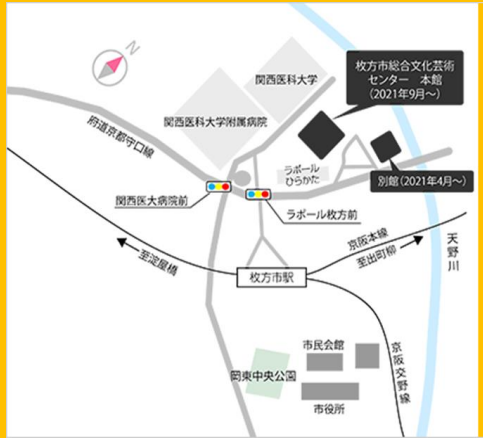 N
関西医科大学
枚方市総合文化芸術
センター 本館
(2021年9月〜)
関西医科大学附属病院
府道京都守口線
ラポール
ひらかた
別館(2021年4月〜)
関西医大病院前
ラポール枚方前
京阪本線
至出町柳
天野川
至淀屋橋
枚方市駅
市民会館
京阪交野線
岡東中央公園
市役所